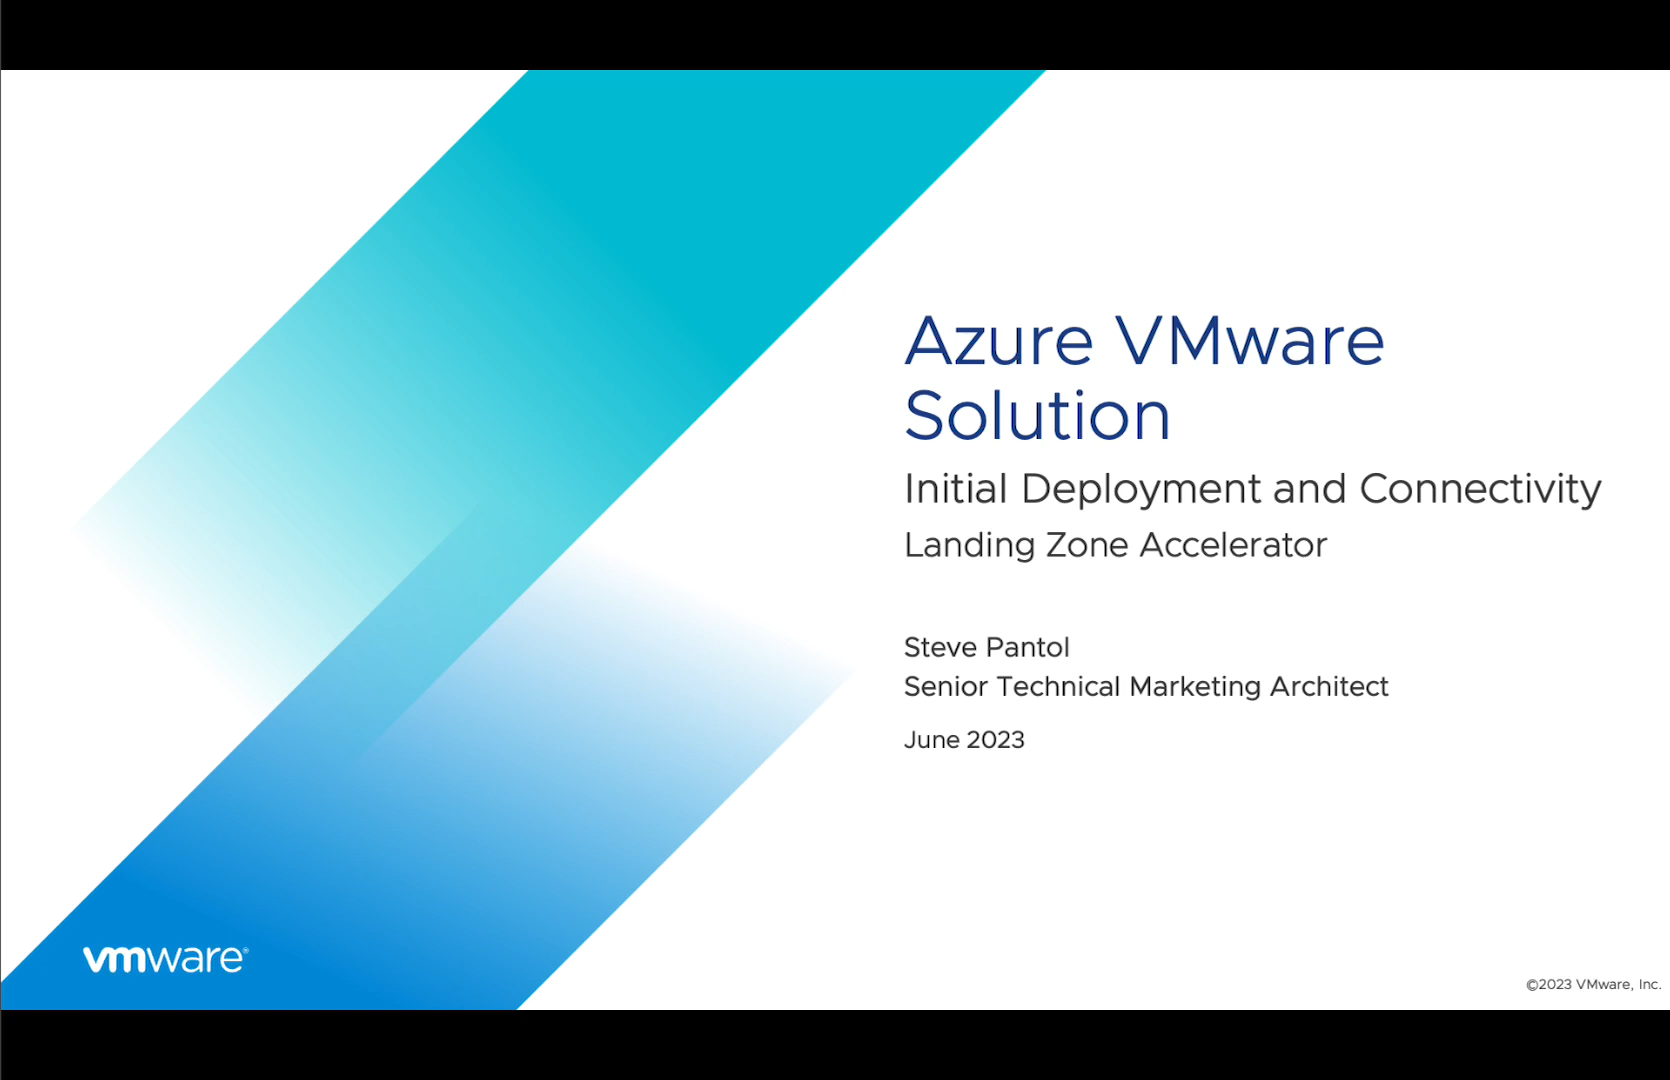 Azure VMware
Solution
Initial Deployment and Connectivity
Landing Zone Accelerator
Steve Pantol
Senior Technical Marketing Architect
June 2023
vmware®
©2023 VMware, Inc.